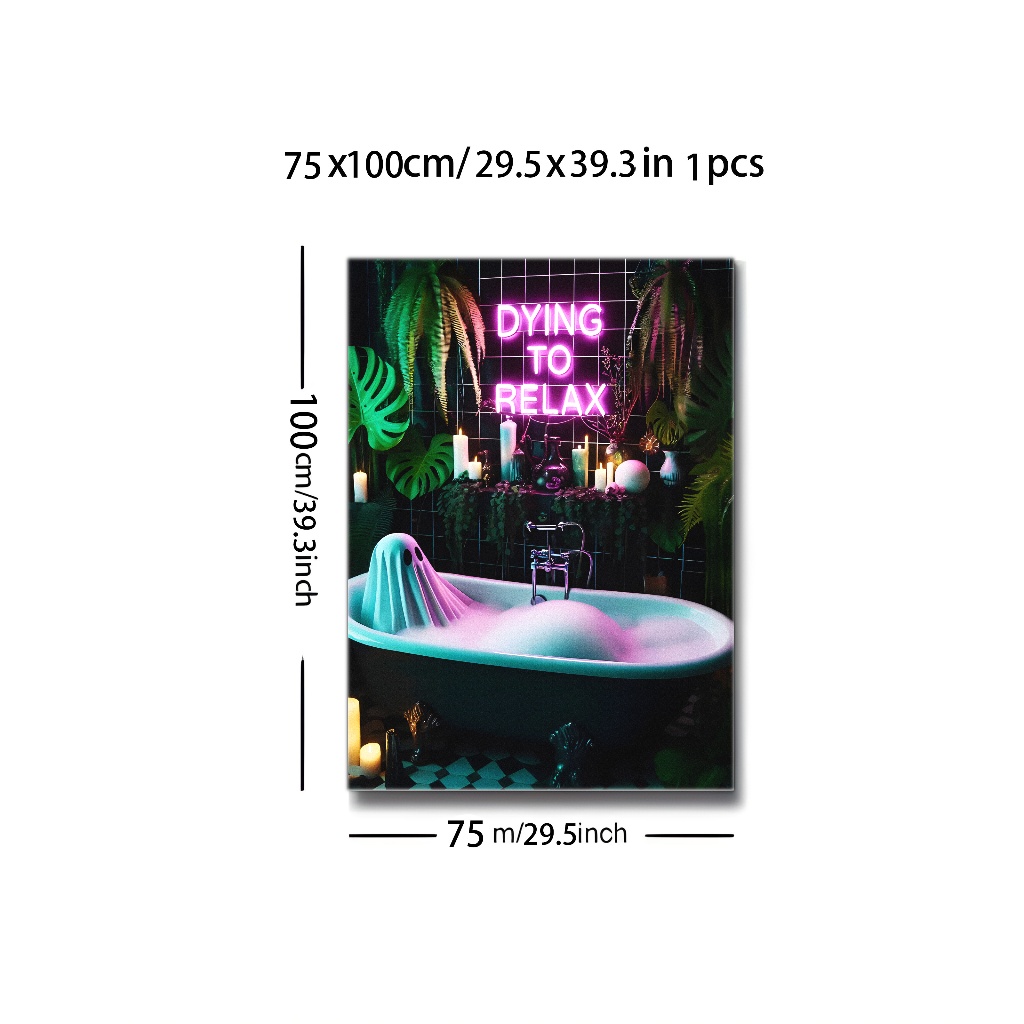 75x100cm/29.5x39.3in 1pcs
DYING
TO
RELAX
100cm/39.3inch
75 m/29.5inch